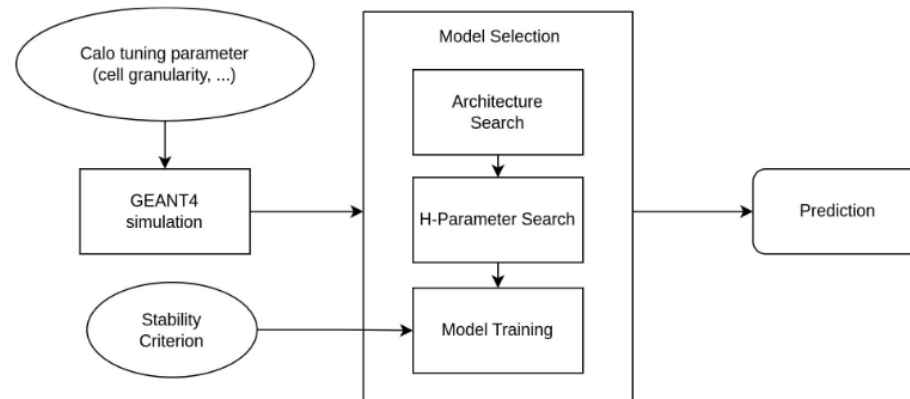 Calo tuning parameter
(cell granularity, ...)
GEANT4
simulation
Stability
Criterion
Model Selection
Architecture
Search
H-Parameter Search
Model Training
Prediction